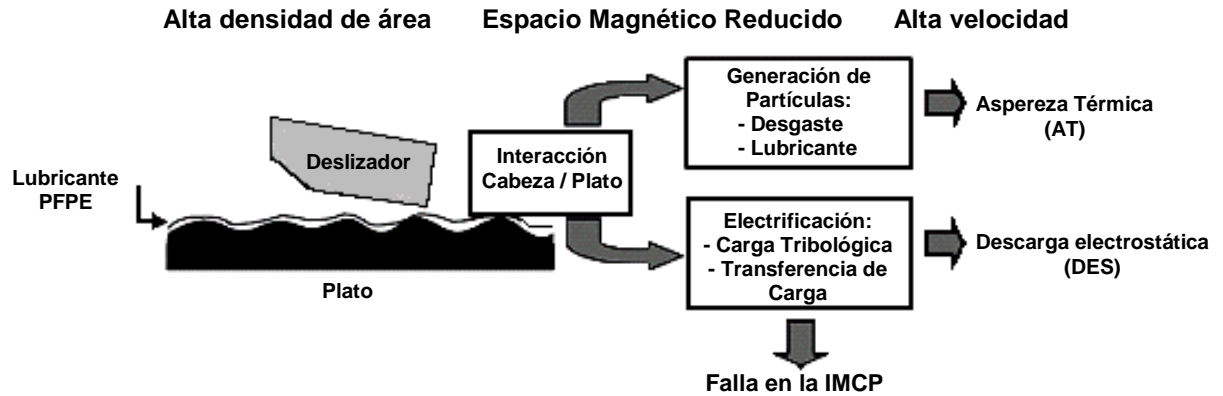 Alta densidad de área Espacio Magnético Reducido Alta velocidad
Generación de
Partículas:
- Desgaste
- Lubricante
Aspereza Térmica
(AT)
Deslizador
Interacción
Cabeza / Plato
Lubricante
PFPE
Electrificación:
- Carga Tribológica
- Transferencia de
Carga
Descarga electrostática
(DES)
Plato
Falla en la IMCP